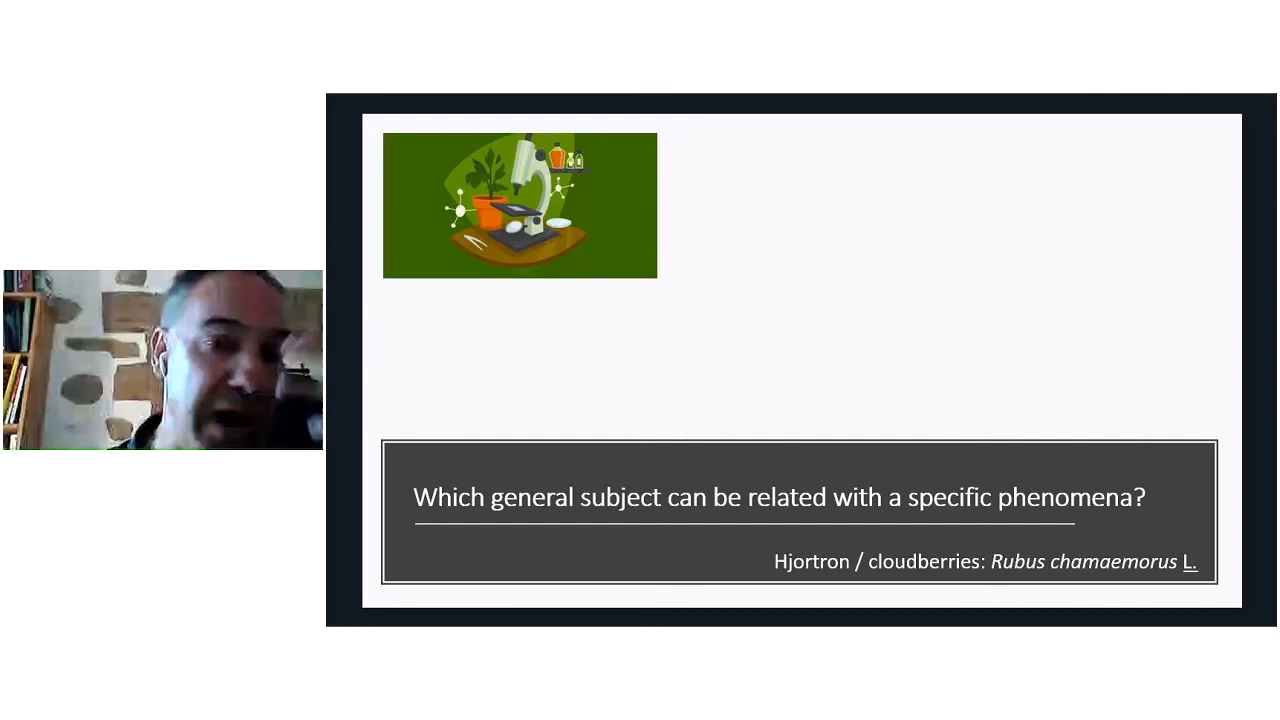 Which general subject can be related with a specific phenomena?
Hjortron / cloudberries: Rubus chamaemorus L.